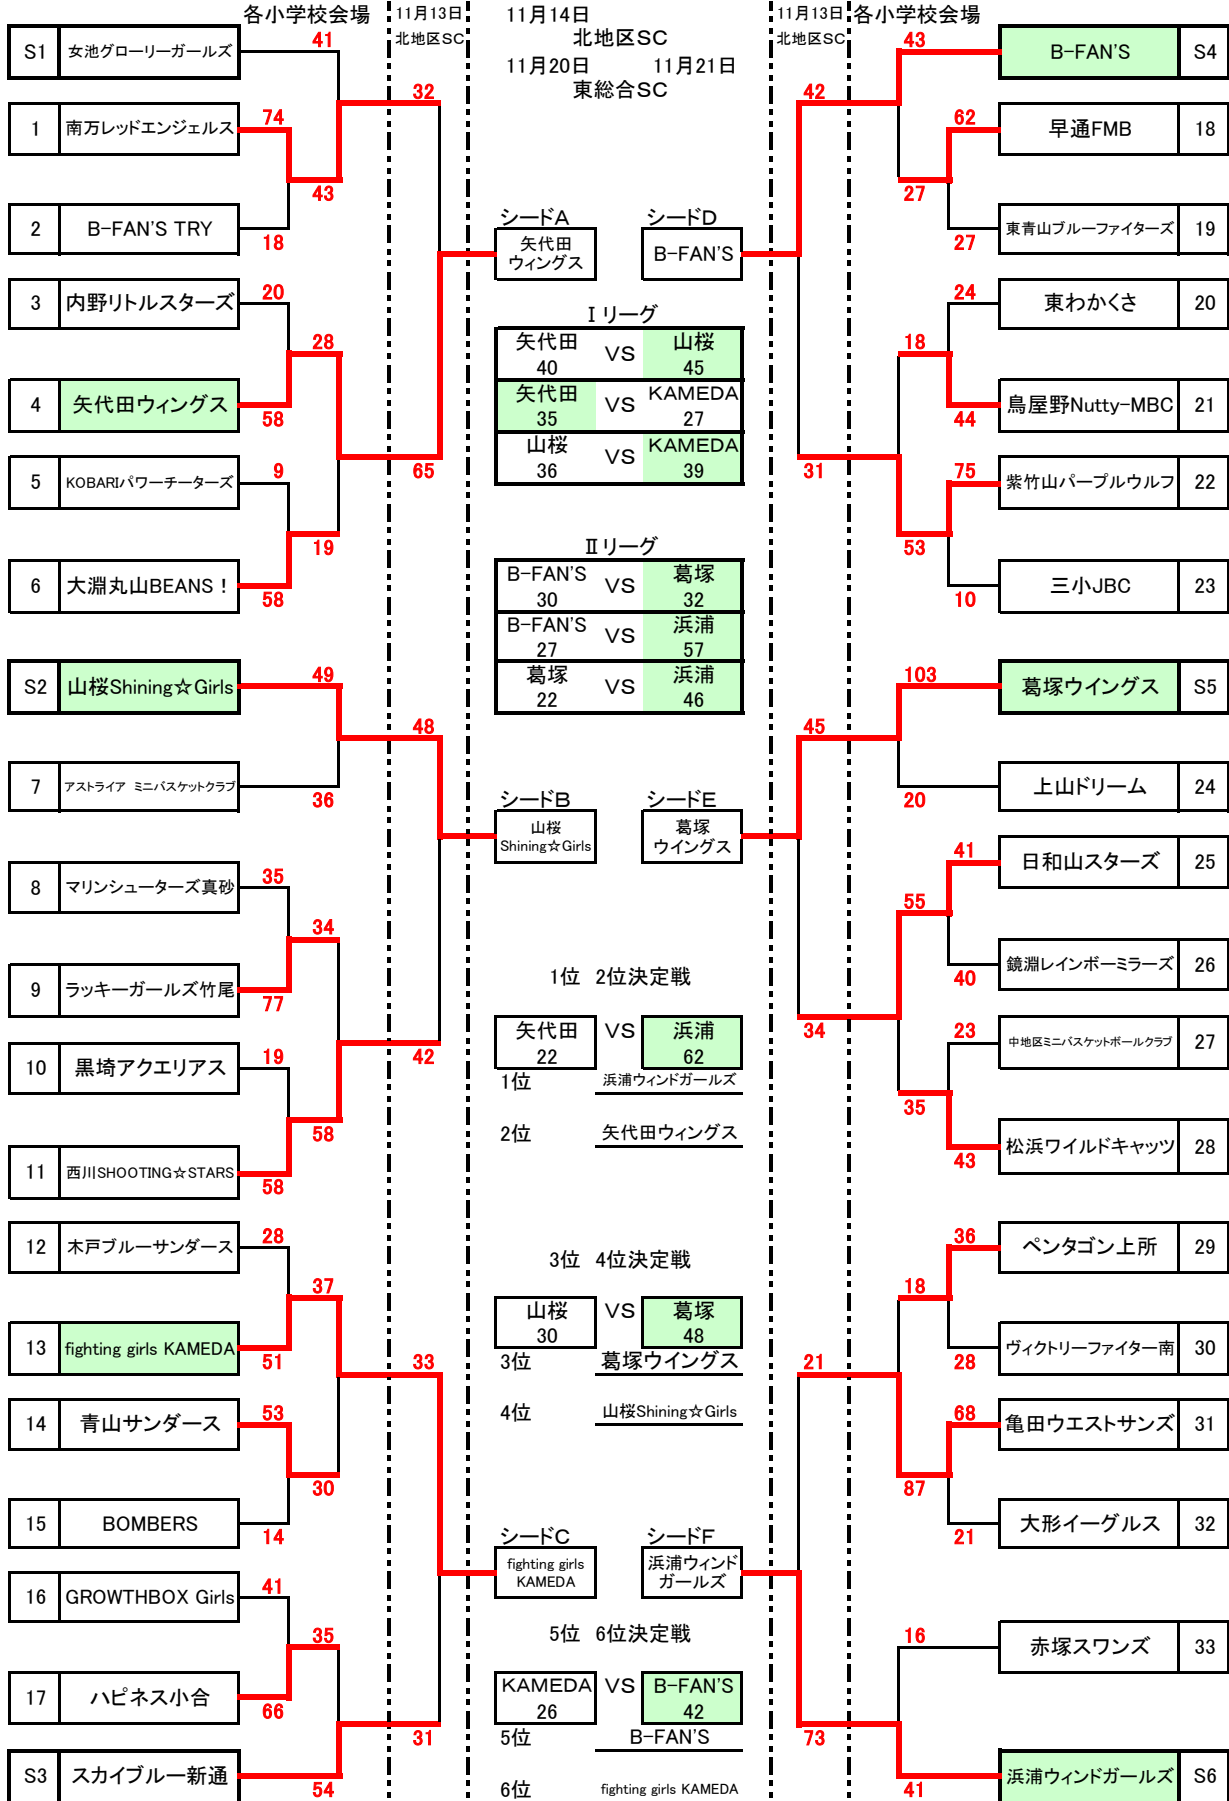 各小学校会場 11月13日 11月14日 11月13日 各小学校会場
北地区SC 北地区SC 北地区SC
11月20日 11月21日
東総合SC
S1 女池グローリーガールズ 41
1 南万レッドエンジェルス 74
43
2 B-FAN'S TRY 18
32
3 内野リトルスターズ 20
28
4 矢代田ウィングス 58
5 KOBARIパワーチーターズ 9
19
6 大淵丸山BEANS！ 58
65
S2 山桜Shining☆Girls 49
48
7 アストライア ミニバスケットクラブ 36
8 マリンシューターズ真砂 35
34
9 ラッキーガールズ竹尾 77
10 黒埼アクエリアス 19
58
11 西川SHOOTING☆STARS 58
42
12 木戸ブルーサンダース 28
37
13 fighting girls KAMEDA 51
33
14 青山サンダース 53
30
15 BOMBERS 14
16 GROWTHBOX Girls 41
35
17 ハピネス小合 66
31
S3 スカイブルー新通 54
シードA シードD
矢代田
ウィングス
B-FAN'S
Ⅰリーグ
矢代田 VS 山桜
40 45
矢代田 VS KAMEDA
35 27
山桜 VS KAMEDA
36 39
Ⅱリーグ
B-FAN'S VS 葛塚
30 32
B-FAN'S VS 浜浦
27 57
葛塚 VS 浜浦
22 46
シードB シードE
山桜
Shining☆Girls
葛塚
ウイングス
1位 2位決定戦
矢代田 VS 浜浦
22 62
1位 浜浦ウィンドガールズ
2位 矢代田ウィングス
3位 4位決定戦
山桜 VS 葛塚
30 48
3位 葛塚ウイングス
4位 山桜Shining☆Girls
シードC シードF
fighting girls
KAMEDA
浜浦ウィンド
ガールズ
5位 6位決定戦
KAMEDA VS B-FAN'S
26 42
5位 B-FAN'S
6位 fighting girls KAMEDA
43 B-FAN'S S4
42
62 早通FMB 18
27
27 東青山ブルーファイターズ 19
24 東わかくさ 20
18
44 鳥屋野Nutty-MBC 21
31
75 紫竹山パープルウルフ 22
53
10 三小JBC 23
103 葛塚ウイングス S5
45
20 上山ドリーム 24
41 日和山スターズ 25
55
40 鏡淵レインボーミラーズ 26
34
23 中地区ミニバスケットボールクラブ 27
35
43 松浜ワイルドキャッツ 28
36 ペンタゴン上所 29
18
28 ヴィクトリーファイター南 30
21
68 亀田ウエストサンズ 31
87
21 大形イーグルス 32
16 赤塚スワンズ 33
73
41 浜浦ウィンドガールズ S6